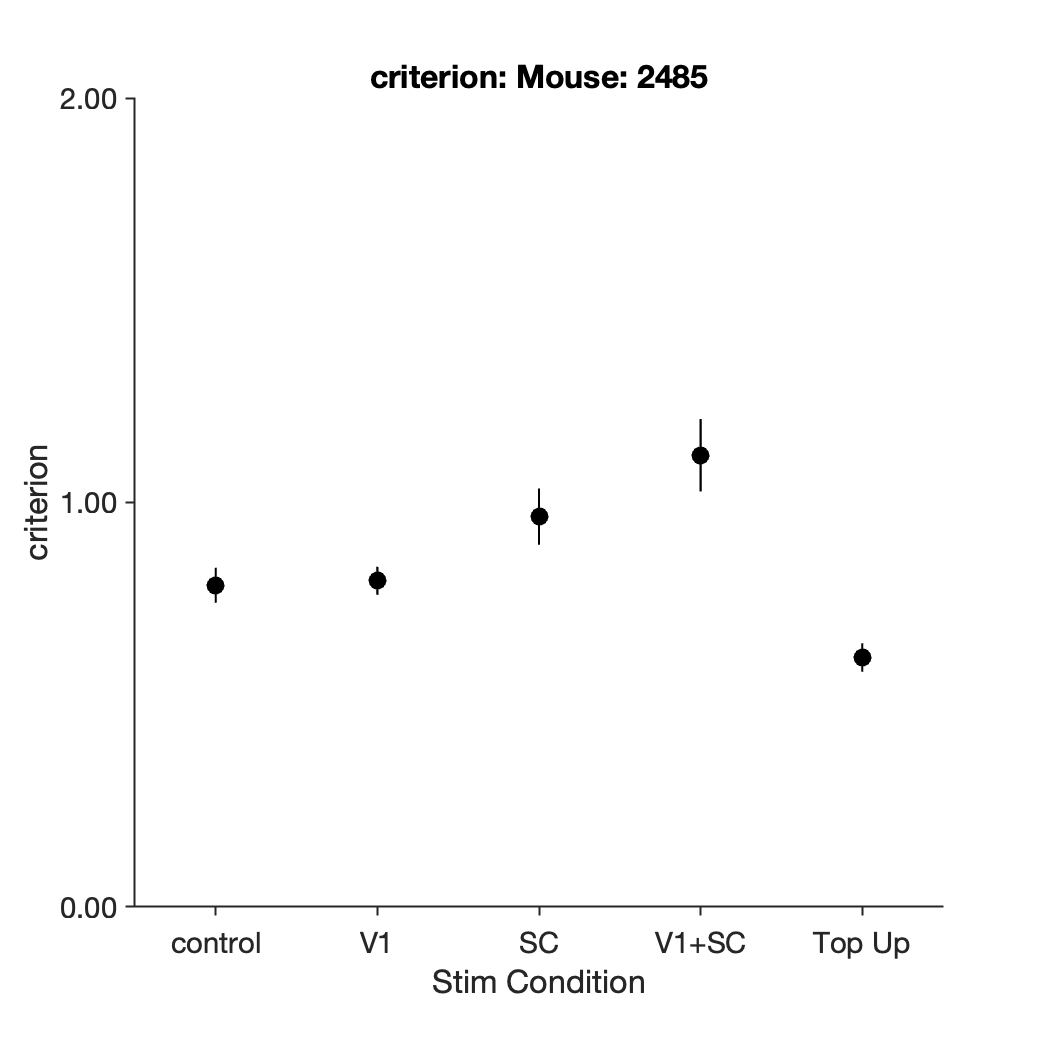 criterion: Mouse: 2485
2.00
1.00
0.00
criterion
control
V1
SC
V1+SC
Top Up
Stim Condition